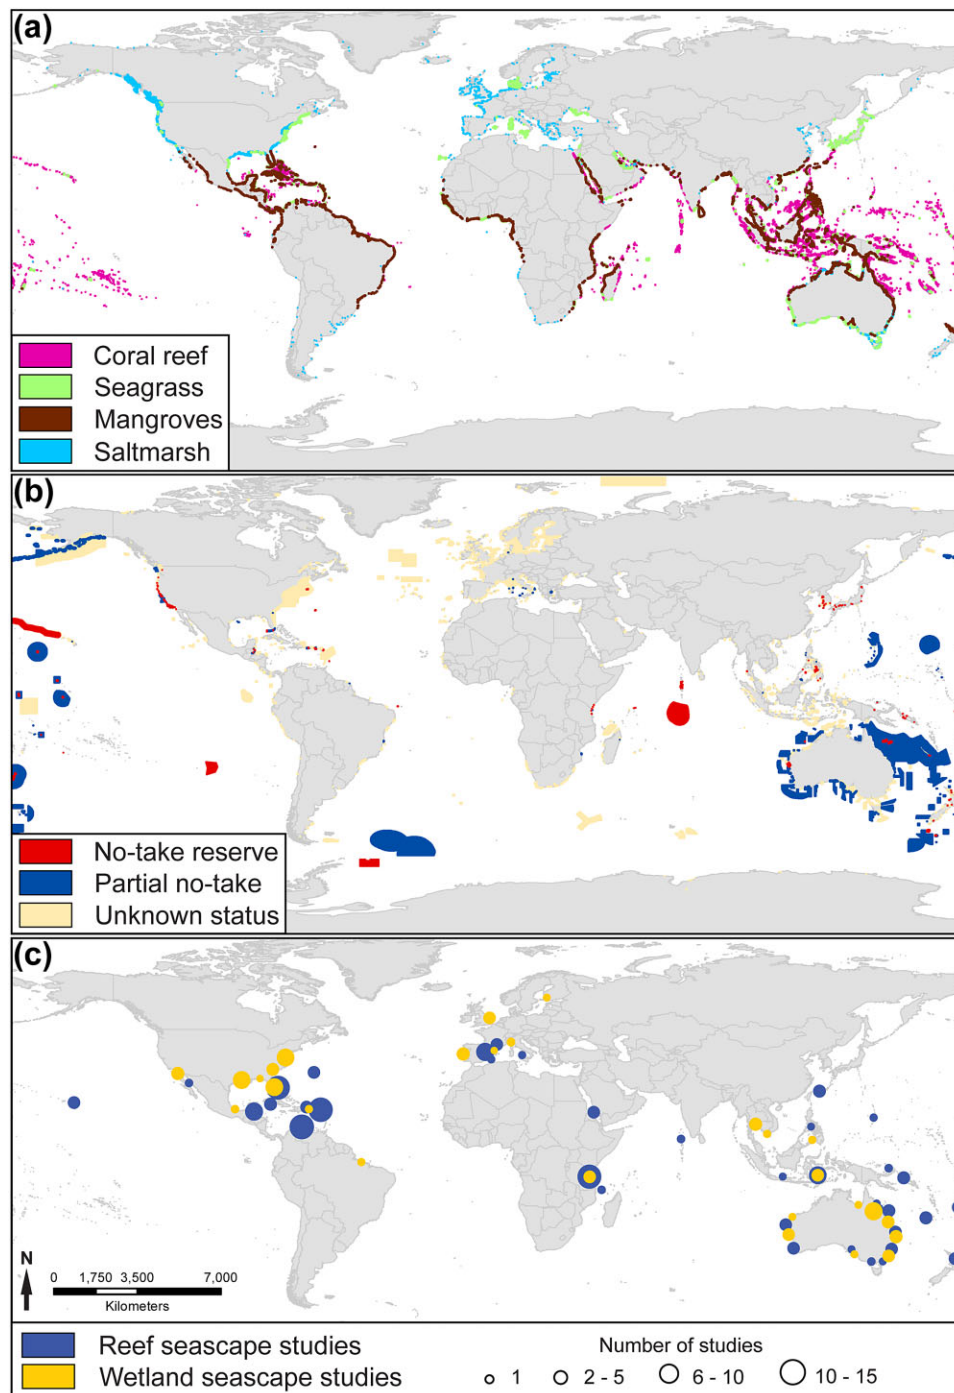 (a)
Coral reef
Seagrass
Mangroves
Saltmarsh
(b)
No-take reserve
Partial no-take
Unknown status
(c)
N
0 1,750 3,500 7,000
Kilometers
Reef seascape studies
Wetland seascape studies
Number of studies
1 2 - 5 6 - 10 10 - 15